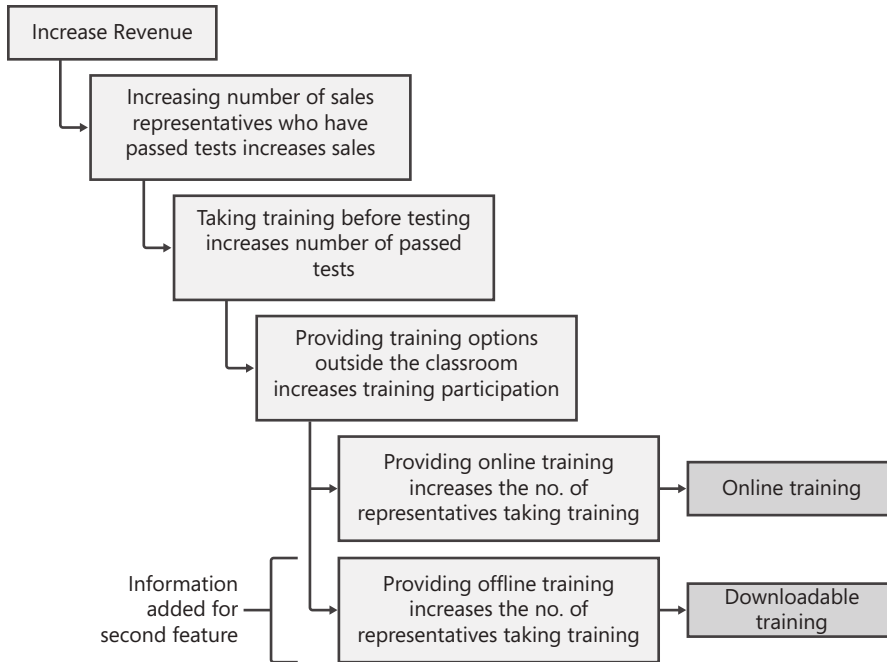 Increase Revenue
Increasing number of sales
representatives who have
passed tests increases sales
Taking training before testing
increases number of passed
tests
Providing training options
outside the classroom
increases training participation
Providing online training
increases the no. of
representatives taking training
Online training
Information
added for
second feature
Providing offline training
increases the no. of
representatives taking training
Downloadable
training